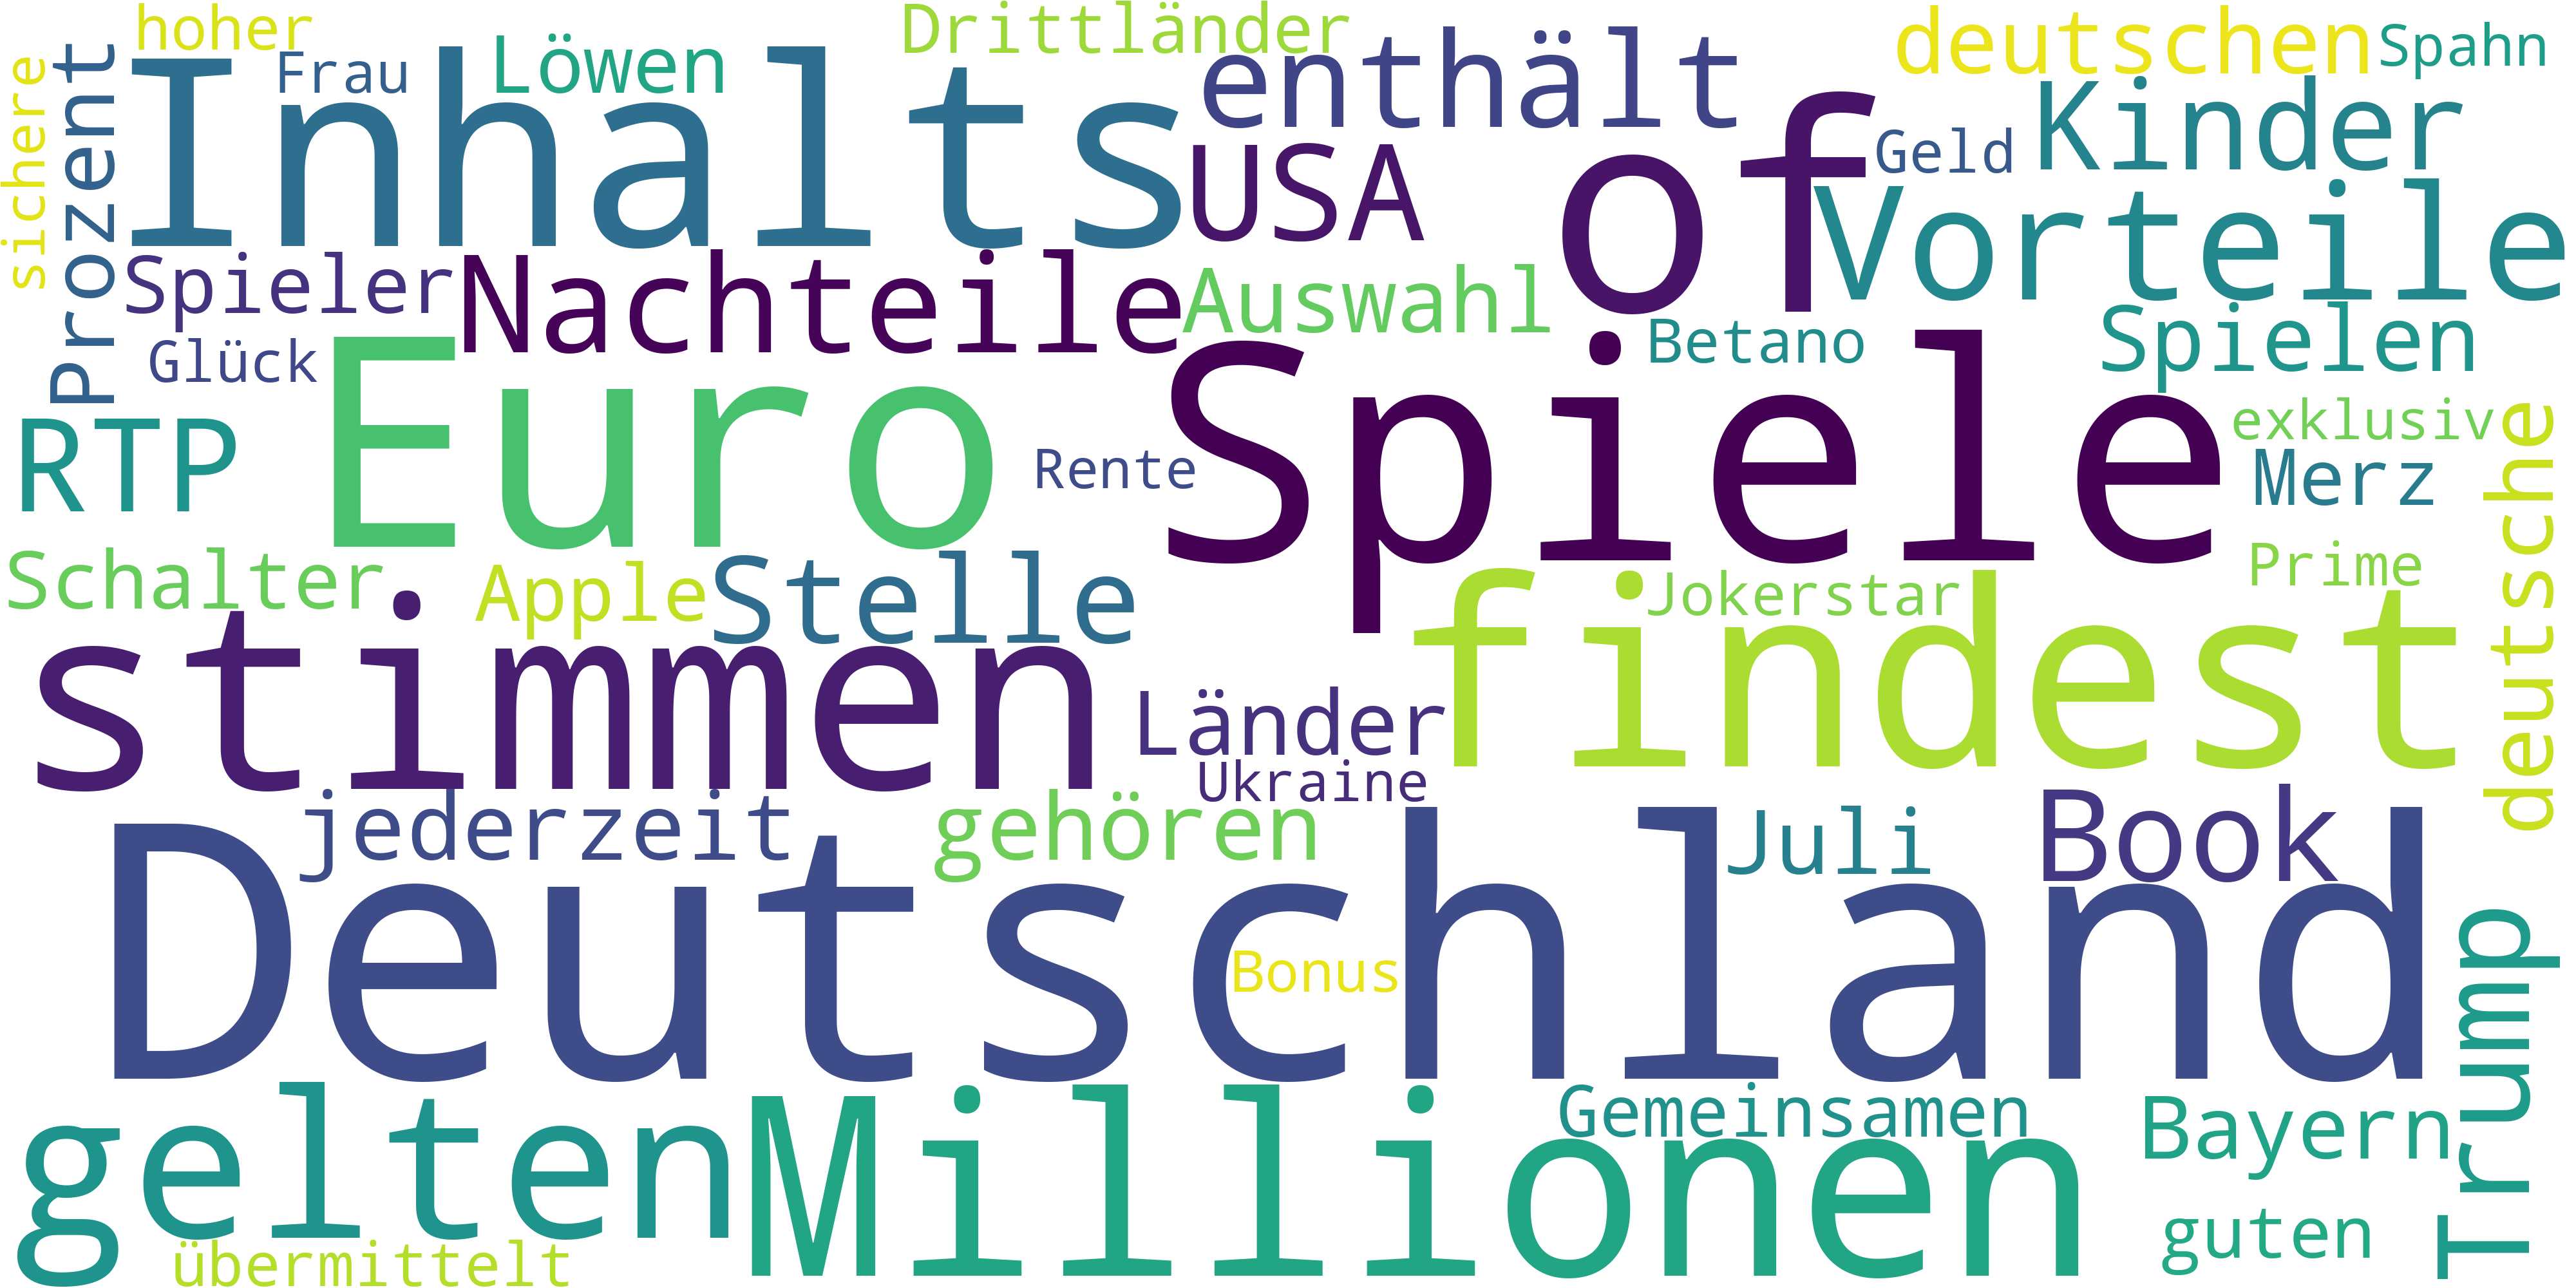 hoher
Drittländer
deutschen
Spahn
sichere
Prozent
Frau
Löwen
Inhalts
enthält
Kinder
USA
of
Geld
Vorteile
Spieler
Nachteile
Auswahl
Betano
Spielen
Glück
Euro
Spiele
exklusiv
RTP
Rente
Merz
deutsche
Schalter
Apple
Stelle
Jokerstar
Prime
stimmen
findest
Länder
Ukraine
jederzeit
gehören
Juli
Book
Deutschland
Trump
Bonus
gelten
Millionen
Gemeinsamen
Bayern
guten
übermittelt